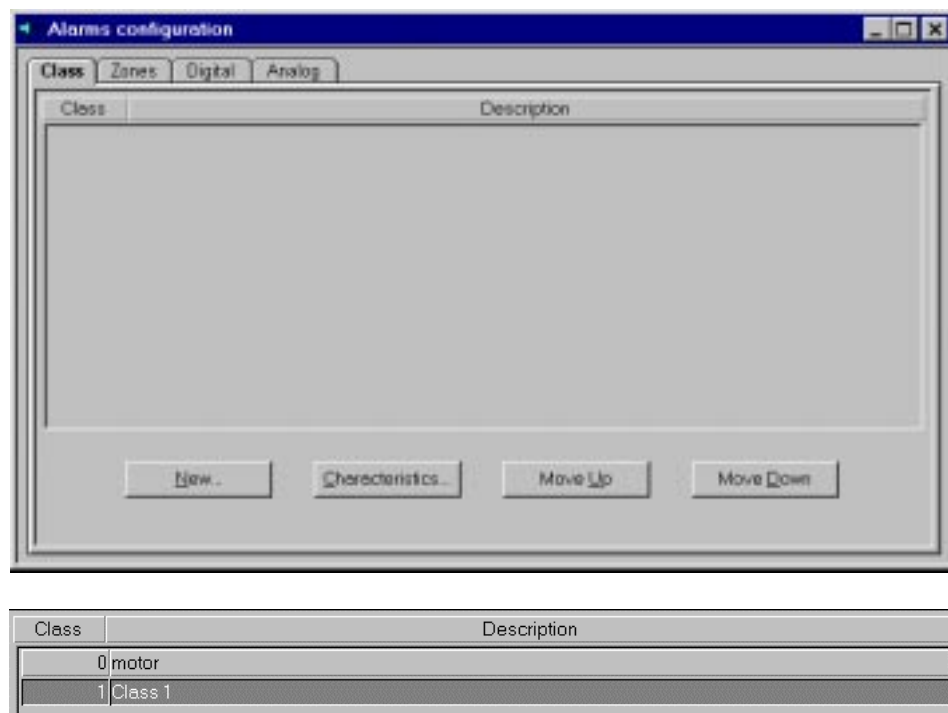 Alarms configuration
Class Zones Digital Analog
Class Description
New... Characteristics... Move Up Move Down
Class Description
0 motor
1 Class 1